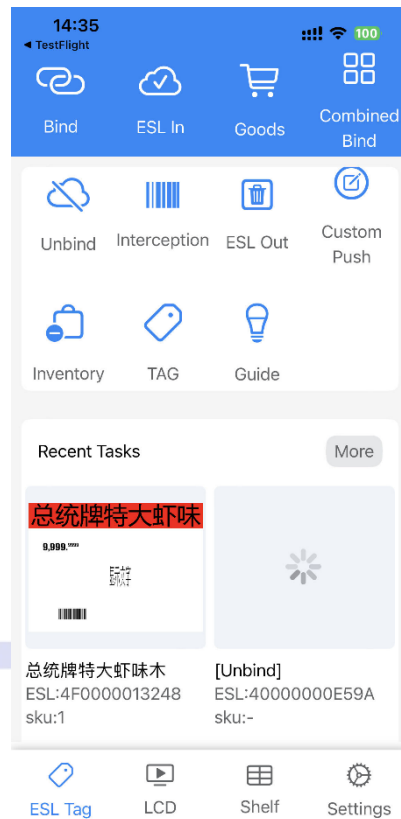 14:35
◀ TestFlight
100
Bind
ESL In
Goods
Combined
Bind
Unbind
Interception
ESL Out
Custom
Push
Inventory
TAG
Guide
Recent Tasks
More
总统牌特大虾味
9,999.⁹⁹⁹⁹
总统牌特大虾味木
ESL:4F0000013248
sku:1
[Unbind]
ESL:40000000E59A
sku:-
ESL Tag
LCD
Shelf
Settings